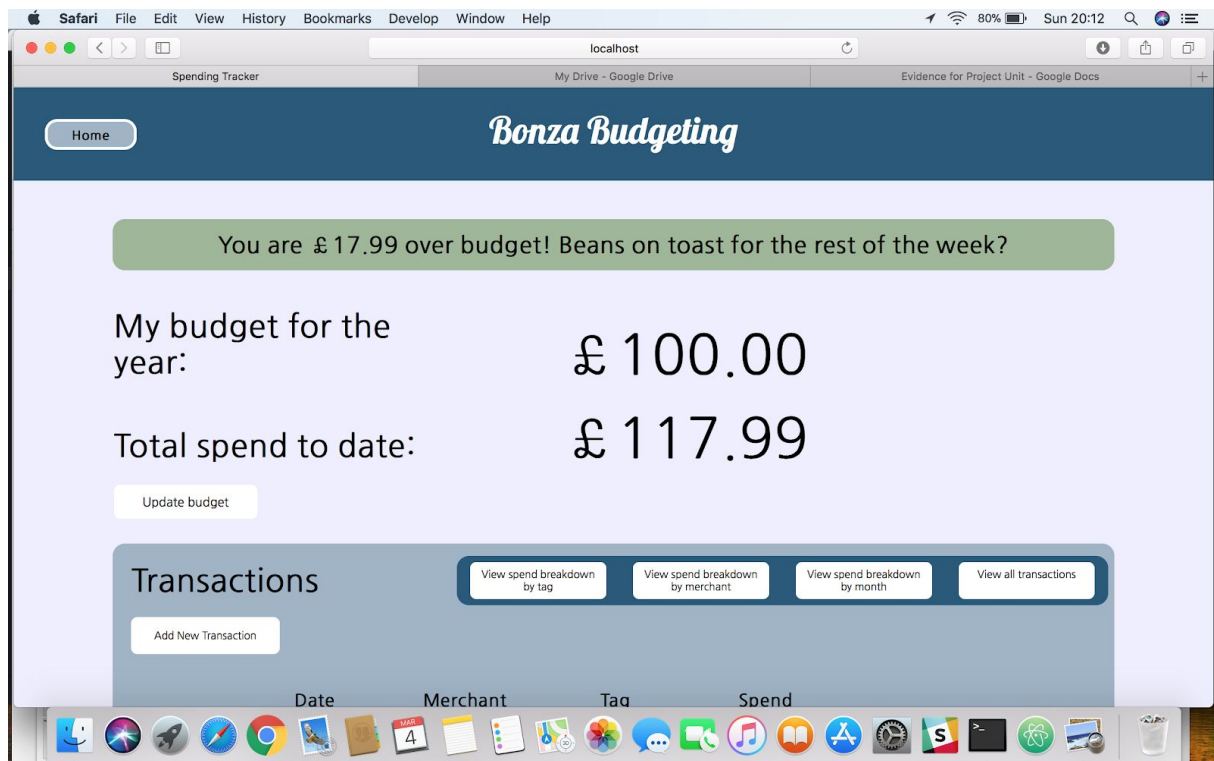 Safari File Edit View History Bookmarks Develop Window Help 80% Sun 20:12
localhost
Spending Tracker My Drive - Google Drive Evidence for Project Unit - Google Docs
Home
Bonza Budgeting
You are £17.99 over budget! Beans on toast for the rest of the week?
My budget for the
year:
£100.00
Total spend to date:
£117.99
Update budget
Transactions
View spend breakdown
by tag
View spend breakdown
by merchant
View spend breakdown
by month
View all transactions
Add New Transaction
Date Merchant Tag Spend
MAR
4